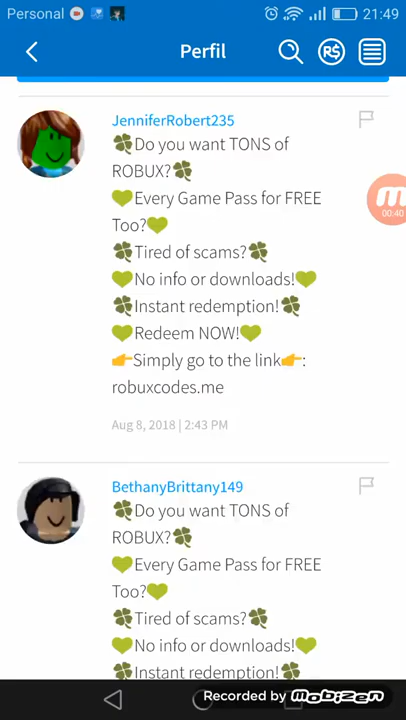 Personal 21:49
Perfil R$
JenniferRobert235
🍀Do you want TONS of
ROBUX?🍀
💚Every Game Pass for FREE
Too?💚
🍀Tired of scams?🍀
💚No info or downloads!💚
🍀Instant redemption!🍀
💚Redeem NOW!💚
👉Simply go to the link👉:
robuxcodes.me
00:40
Aug 8, 2018 | 2:43 PM
BethanyBrittany149
🍀Do you want TONS of
ROBUX?🍀
💚Every Game Pass for FREE
Too?💚
🍀Tired of scams?🍀
💚No info or downloads!💚
🍀Instant redemption!🍀
Recorded by mobizen